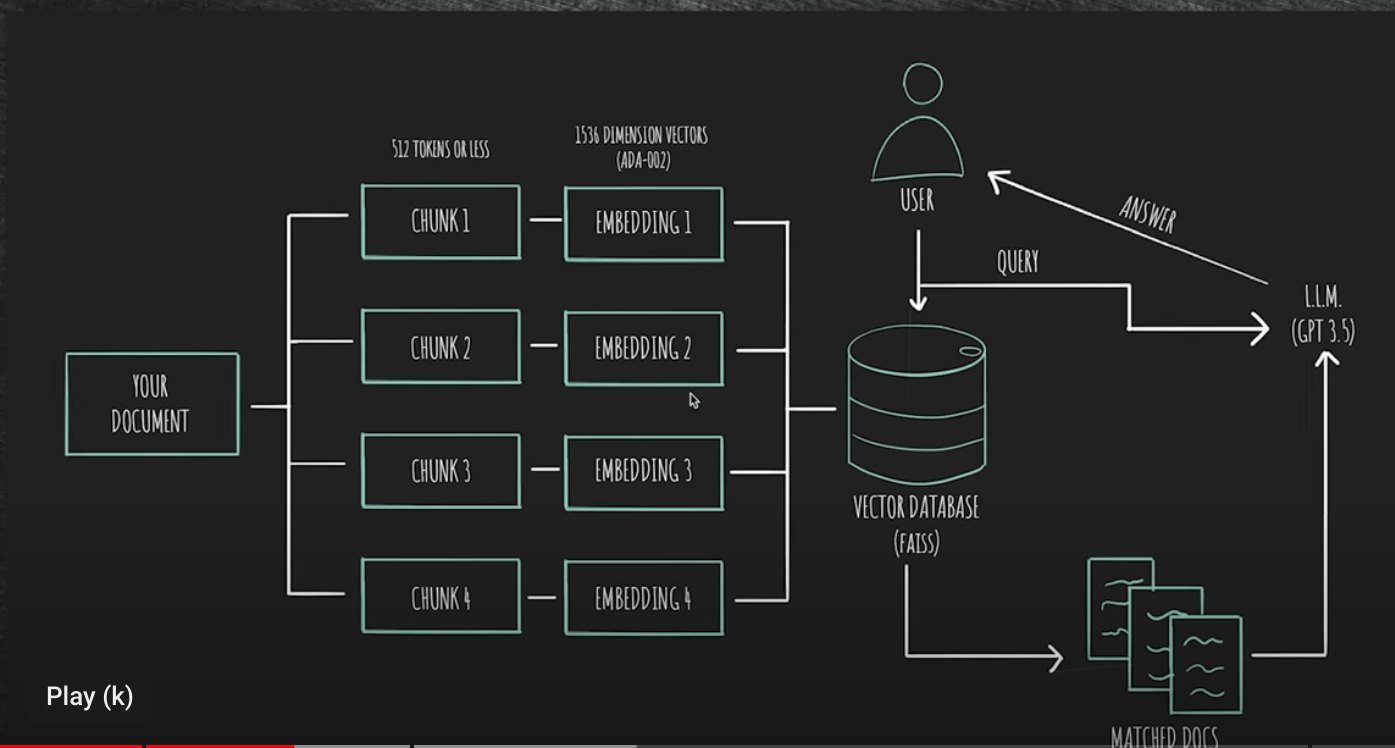 512 TOKENS OR LESS
1536 DIMENSION VECTORS
(ADA-002)
YOUR
DOCUMENT
CHUNK 1
EMBEDDING 1
CHUNK 2
EMBEDDING 2
CHUNK 3
EMBEDDING 3
CHUNK 4
EMBEDDING 4
USER
ANSWER
QUERY
L.L.M.
(GPT 3.5)
VECTOR DATABASE
(FAISS)
MATCHED DOCS
Play (k)